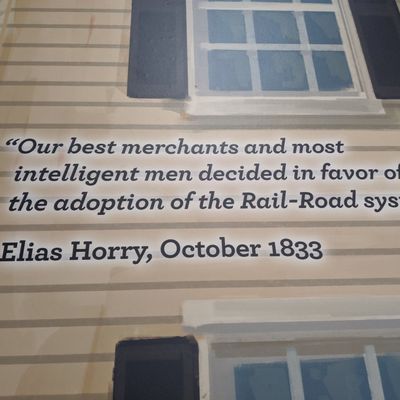 “Our best merchants and most
intelligent men decided in favor of
the adoption of the Rail-Road
Elias Horry, October 1833